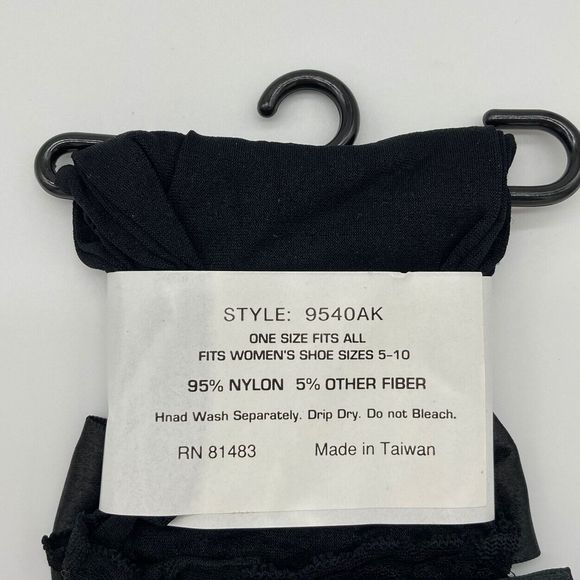 STYLE: 9540AK
ONE SIZE FITS ALL
FITS WOMEN'S SHOE SIZES 5-10
95% NYLON 5% OTHER FIBER
Hnad Wash Separately. Drip Dry. Do not Bleach.
RN 81483 Made in Taiwan